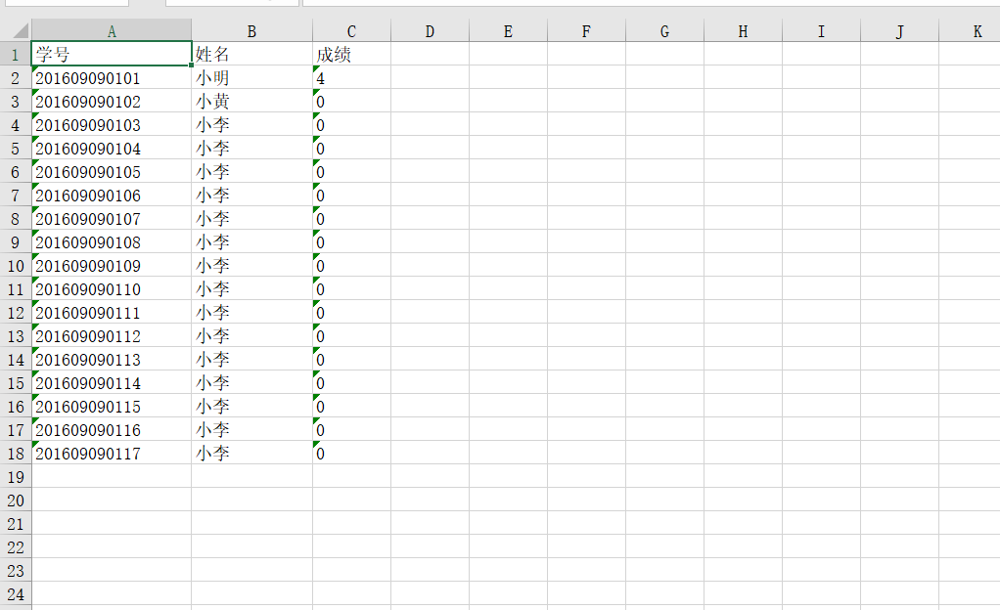 A B C D E F G H I J K
1 学号 姓名 成绩
2 201609090101 小明 4
3 201609090102 小黄 0
4 201609090103 小李 0
5 201609090104 小李 0
6 201609090105 小李 0
7 201609090106 小李 0
8 201609090107 小李 0
9 201609090108 小李 0
10 201609090109 小李 0
11 201609090110 小李 0
12 201609090111 小李 0
13 201609090112 小李 0
14 201609090113 小李 0
15 201609090114 小李 0
16 201609090115 小李 0
17 201609090116 小李 0
18 201609090117 小李 0
19
20
21
22
23
24